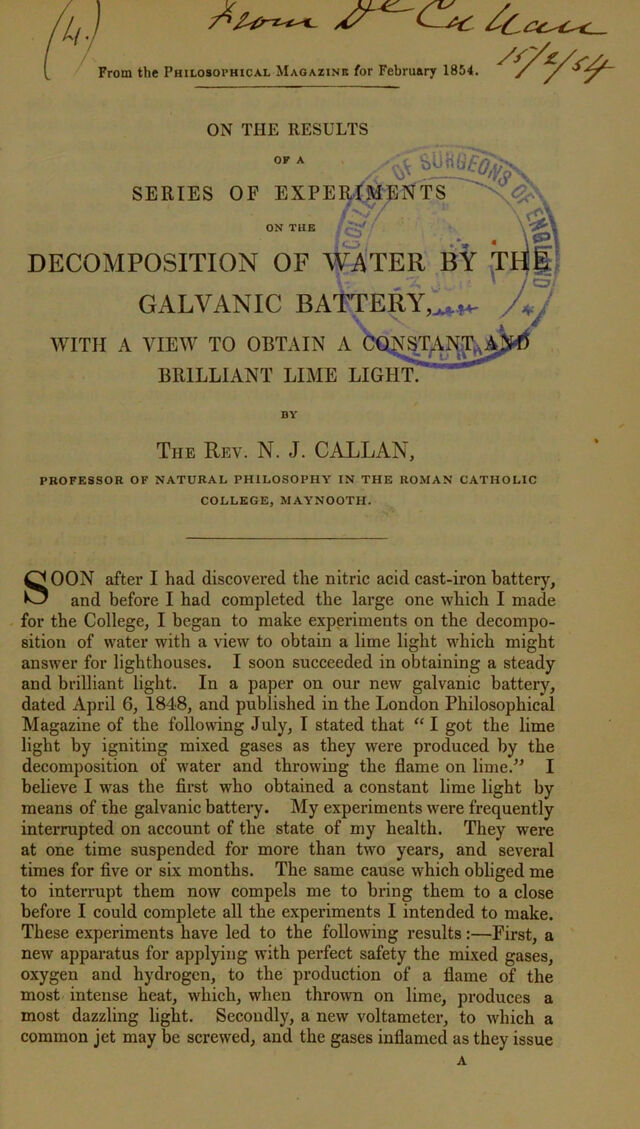 (4.)
From Dr Callan
15/2/54
From the PHILOSOPHICAL MAGAZINE for February 1854.
ON THE RESULTS
OF A
SERIES OF EXPERIMENTS
ON THE
DECOMPOSITION OF WATER BY THE
GALVANIC BATTERY,
WITH A VIEW TO OBTAIN A CONSTANT AND
BRILLIANT LIME LIGHT.
BY
THE REV. N. J. CALLAN,
PROFESSOR OF NATURAL PHILOSOPHY IN THE ROMAN CATHOLIC
COLLEGE, MAYNOOTH.
COLLEGE OF SURGEONS OF ENGLAND
SOON after I had discovered the nitric acid cast-iron battery,
and before I had completed the large one which I made
for the College, I began to make experiments on the decompo-
sition of water with a view to obtain a lime light which might
answer for lighthouses. I soon succeeded in obtaining a steady
and brilliant light. In a paper on our new galvanic battery,
dated April 6, 1848, and published in the London Philosophical
Magazine of the following July, I stated that “ I got the lime
light by igniting mixed gases as they were produced by the
decomposition of water and throwing the flame on lime.” I
believe I was the first who obtained a constant lime light by
means of the galvanic battery. My experiments were frequently
interrupted on account of the state of my health. They were
at one time suspended for more than two years, and several
times for five or six months. The same cause which obliged me
to interrupt them now compels me to bring them to a close
before I could complete all the experiments I intended to make.
These experiments have led to the following results:—First, a
new apparatus for applying with perfect safety the mixed gases,
oxygen and hydrogen, to the production of a flame of the
most intense heat, which, when thrown on lime, produces a
most dazzling light. Secondly, a new voltameter, to which a
common jet may be screwed, and the gases inflamed as they issue
A